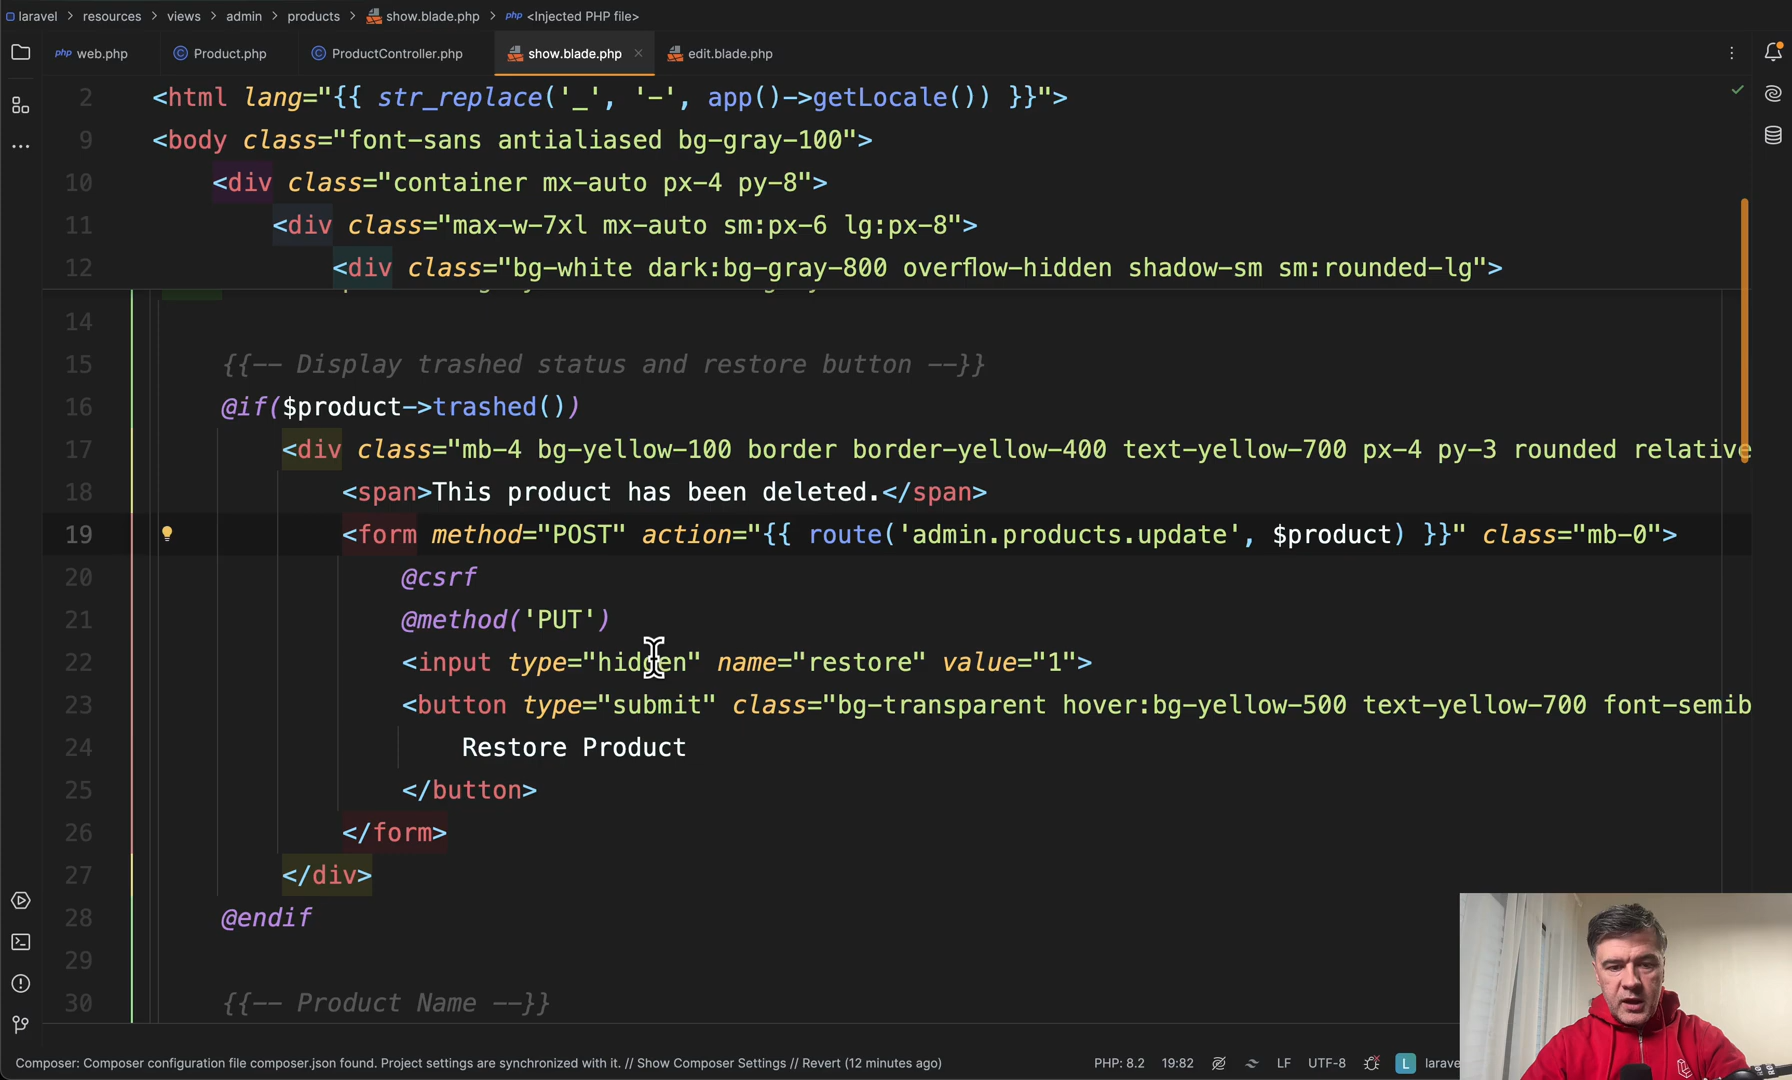 laravel > resources > views > admin > products > show.blade.php > php <Injected PHP file>
php web.php Product.php ProductController.php show.blade.php × edit.blade.php
2 <html lang="{{ str_replace('_', '-', app()->getLocale()) }}">
9 <body class="font-sans antialiased bg-gray-100">
10 <div class="container mx-auto px-4 py-8">
11 <div class="max-w-7xl mx-auto sm:px-6 lg:px-8">
12 <div class="bg-white dark:bg-gray-800 overflow-hidden shadow-sm sm:rounded-lg">
14
15 {{-- Display trashed status and restore button --}}
16 @if($product->trashed())
17 <div class="mb-4 bg-yellow-100 border border-yellow-400 text-yellow-700 px-4 py-3 rounded relative
18 <span>This product has been deleted.</span>
19 <form method="POST" action="{{ route('admin.products.update', $product) }}" class="mb-0">
20 @csrf
21 @method('PUT')
22 <input type="hidden" name="restore" value="1">
23 <button type="submit" class="bg-transparent hover:bg-yellow-500 text-yellow-700 font-semib
24 Restore Product
25 </button>
26 </form>
27 </div>
28 @endif
29
30 {{-- Product Name --}}
Composer: Composer configuration file composer.json found. Project settings are synchronized with it. // Show Composer Settings // Revert (12 minutes ago) PHP: 8.2 19:82 LF UTF-8 L larave